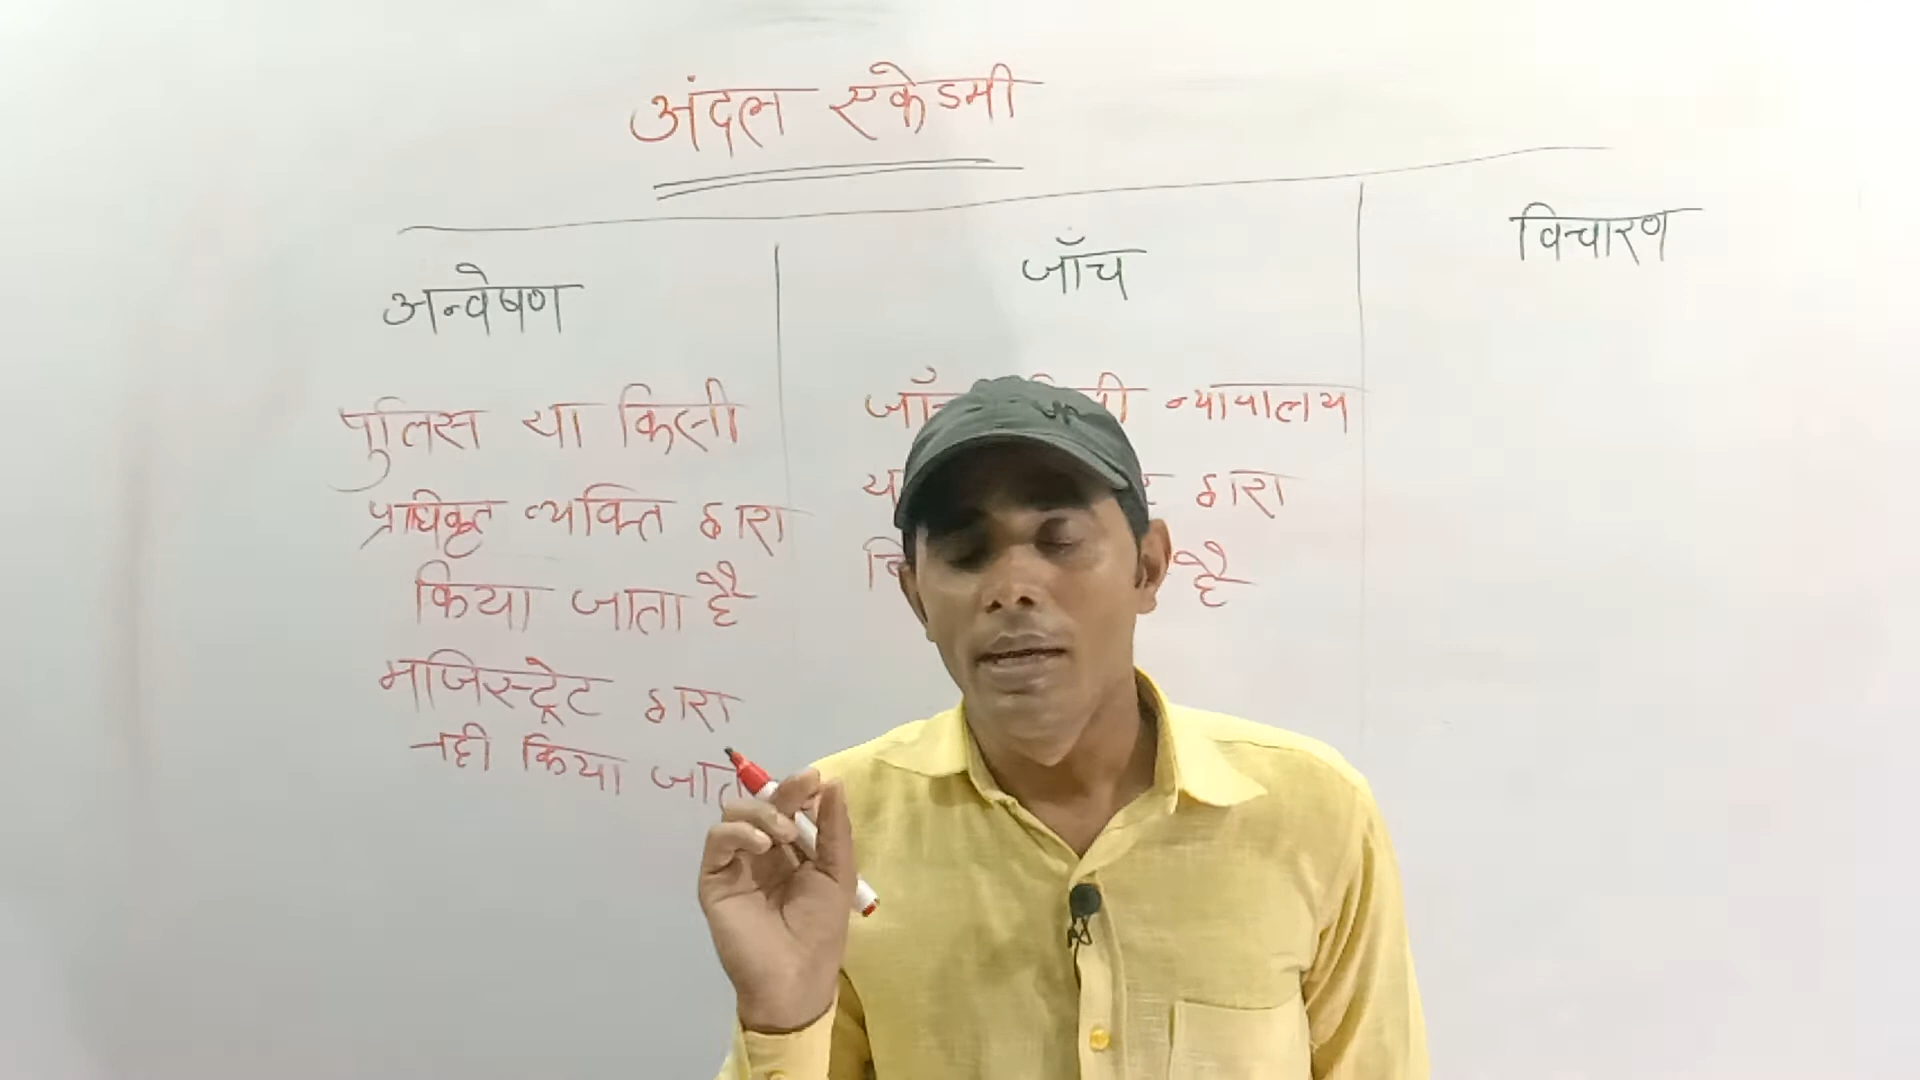 अंदल एकेडमी
अन्वेषण
जाँच
विचारण
पुलिस या किसी
प्राधिकृत व्यक्ति द्वारा
किया जाता है
मजिस्ट्रेट द्वारा
नही किया
न्यायालय
द्वारा
है